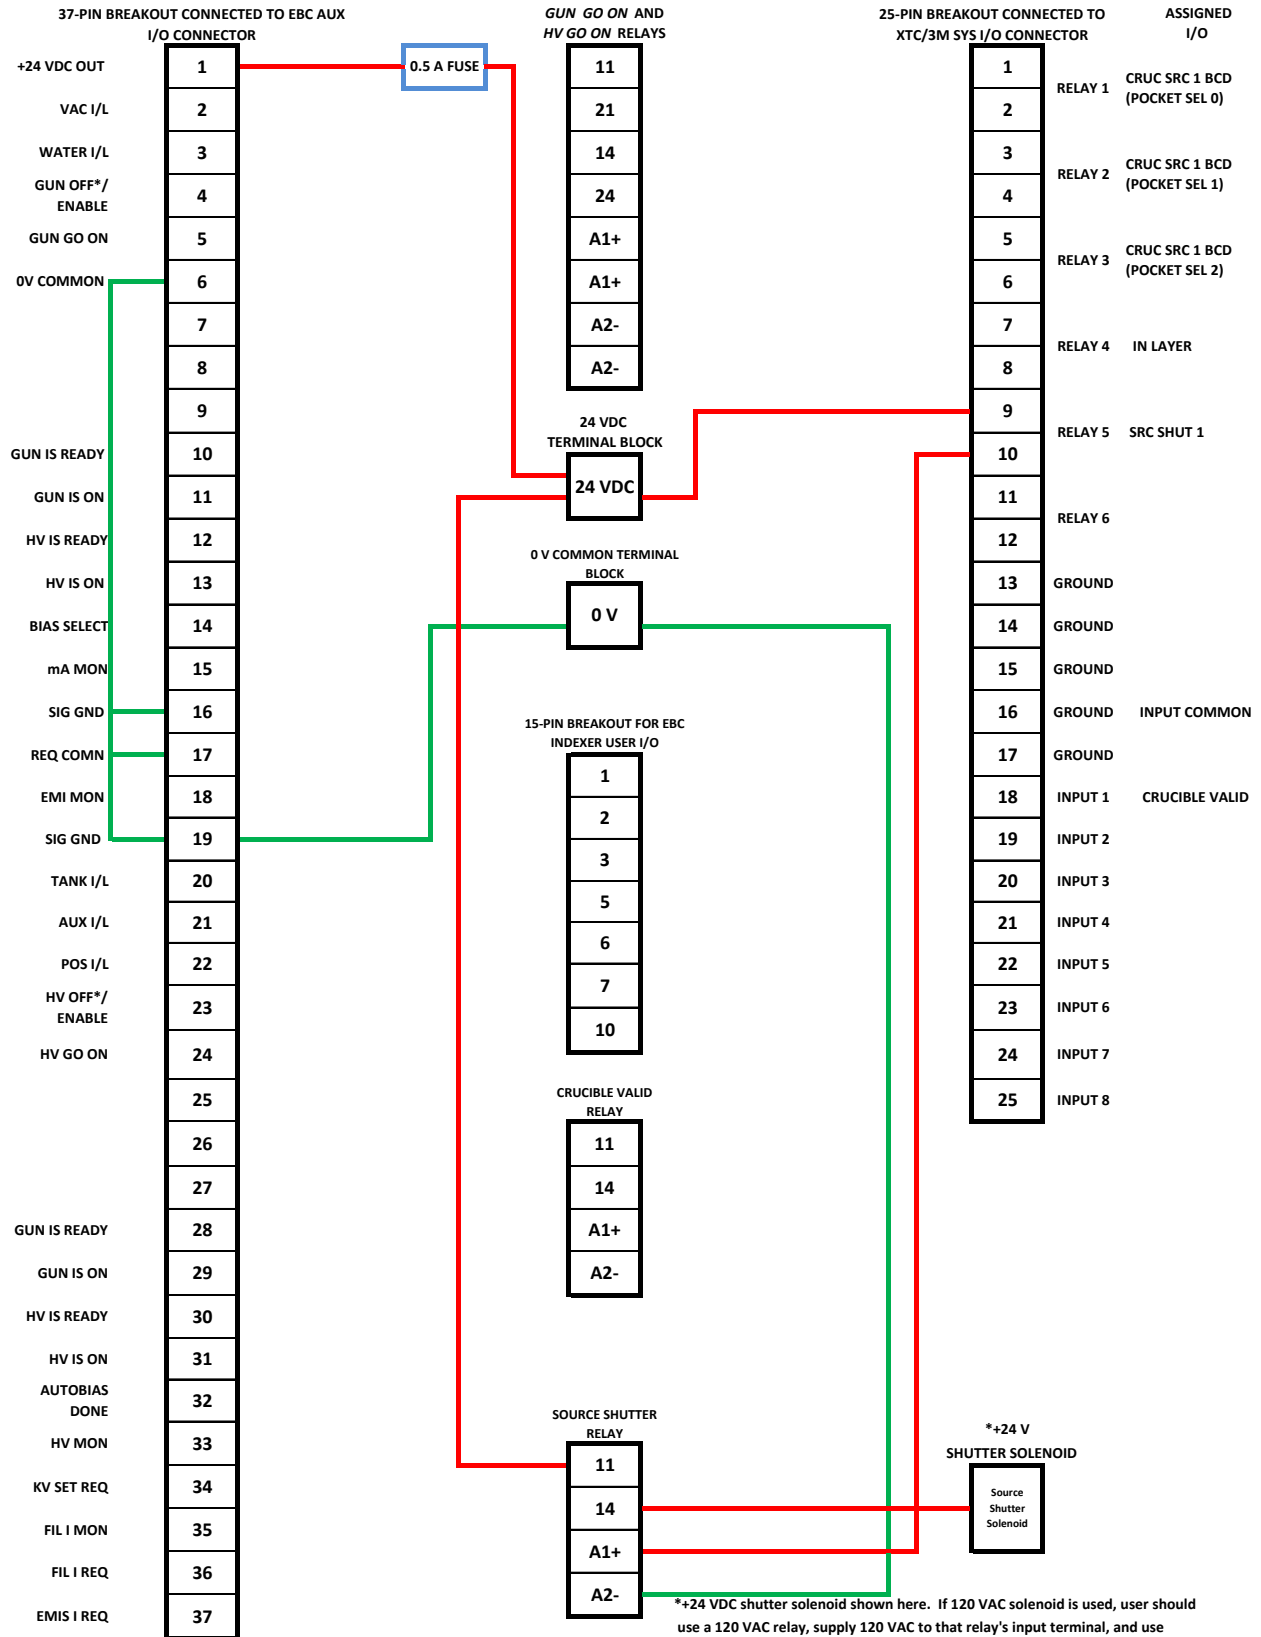 37-PIN BREAKOUT CONNECTED TO EBC AUX
I/O CONNECTOR
+24 VDC OUT
1
VAC I/L
2
WATER I/L
3
GUN OFF*/
ENABLE
4
GUN GO ON
5
0V COMMON
6
7
8
9
GUN IS READY
10
GUN IS ON
11
HV IS READY
12
HV IS ON
13
BIAS SELECT
14
mA MON
15
SIG GND
16
REQ COMN
17
EMI MON
18
SIG GND
19
TANK I/L
20
AUX I/L
21
POS I/L
22
HV OFF*/
ENABLE
23
HV GO ON
24
25
26
27
GUN IS READY
28
GUN IS ON
29
HV IS READY
30
HV IS ON
31
AUTOBIAS
DONE
32
HV MON
33
KV SET REQ
34
FIL I MON
35
FIL I REQ
36
EMIS I REQ
37
0.5 A FUSE
GUN GO ON AND
HV GO ON RELAYS
11
21
14
24
A1+
A1+
A2-
A2-
24 VDC
TERMINAL BLOCK
24 VDC
0 V COMMON TERMINAL
BLOCK
0 V
15-PIN BREAKOUT FOR EBC
INDEXER USER I/O
1
2
3
5
6
7
10
CRUCIBLE VALID
RELAY
11
14
A1+
A2-
SOURCE SHUTTER
RELAY
11
14
A1+
A2-
25-PIN BREAKOUT CONNECTED TO
XTC/3M SYS I/O CONNECTOR
ASSIGNED
I/O
1
2
RELAY 1
CRUC SRC 1 BCD
(POCKET SEL 0)
3
4
RELAY 2
CRUC SRC 1 BCD
(POCKET SEL 1)
5
6
RELAY 3
CRUC SRC 1 BCD
(POCKET SEL 2)
7
8
RELAY 4
IN LAYER
9
10
RELAY 5
SRC SHUT 1
11
12
RELAY 6
13
GROUND
14
GROUND
15
GROUND
16
GROUND
INPUT COMMON
17
GROUND
18
INPUT 1
CRUCIBLE VALID
19
INPUT 2
20
INPUT 3
21
INPUT 4
22
INPUT 5
23
INPUT 6
24
INPUT 7
25
INPUT 8
*+24 V
SHUTTER SOLENOID
Source
Shutter
Solenoid
*+24 VDC shutter solenoid shown here. If 120 VAC solenoid is used, user should
use a 120 VAC relay, supply 120 VAC to that relay's input terminal, and use